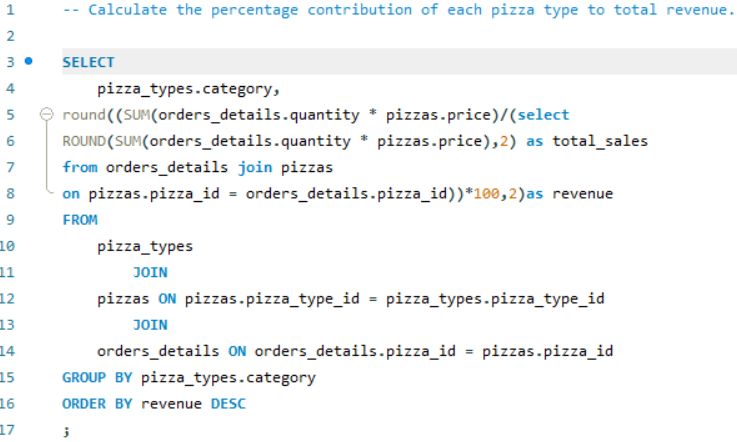 1 -- Calculate the percentage contribution of each pizza type to total revenue.
2
3 SELECT
4 pizza_types.category,
5 round((SUM(orders_details.quantity * pizzas.price)/(select
6 ROUND(SUM(orders_details.quantity * pizzas.price),2) as total_sales
7 from orders_details join pizzas
8 on pizzas.pizza_id = orders_details.pizza_id))*100,2)as revenue
9 FROM
10 pizza_types
11 JOIN
12 pizzas ON pizzas.pizza_type_id = pizza_types.pizza_type_id
13 JOIN
14 orders_details ON orders_details.pizza_id = pizzas.pizza_id
15 GROUP BY pizza_types.category
16 ORDER BY revenue DESC
17 ;